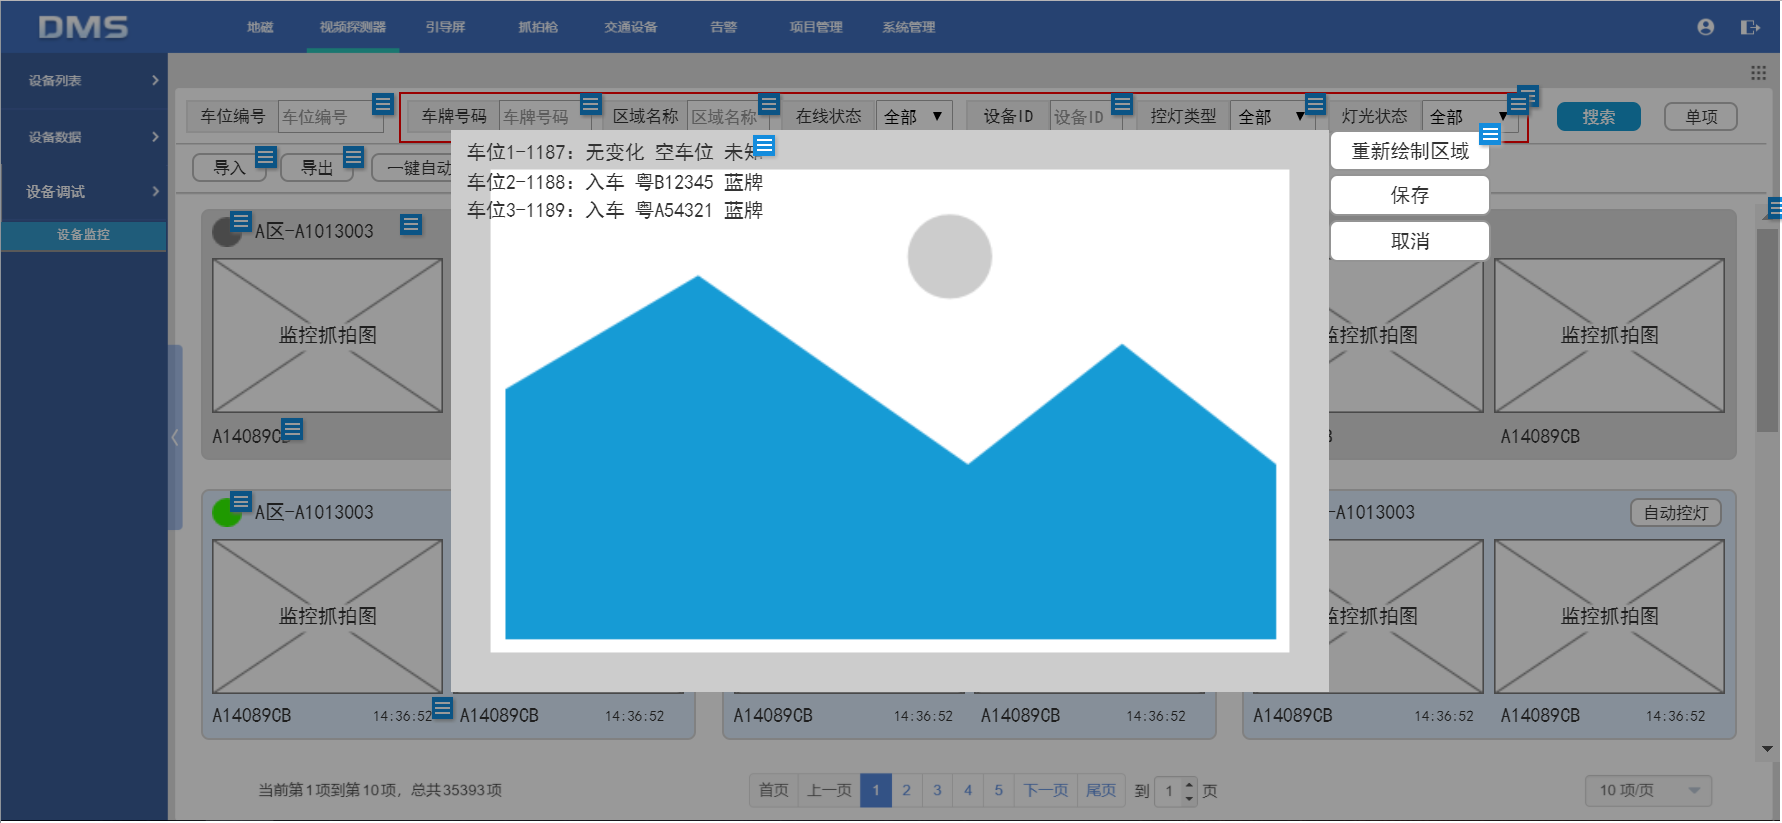 DMS 地磁 视频探测器 引导屏 抓拍枪 交通设备 告警 项目管理 系统管理
设备列表
设备数据
设备调试
设备监控
车位编号 车位编号 车牌号码 车牌号码 区域名称 区域名称 在线状态 全部 设备ID 设备ID 控灯类型 全部 灯光状态 全部 搜索 单项
导入 导出 一键自动
车位1-1187：无变化 空车位 未知
车位2-1188：入车 粤B12345 蓝牌
车位3-1189：入车 粤A54321 蓝牌
重新绘制区域
保存
取消
A区-A1013003
监控抓拍图 监控抓拍图 监控抓拍图
A14089CB A14089CB
A区-A1013003 -A1013003 自动控灯
监控抓拍图 监控抓拍图 监控抓拍图
A14089CB 14:36:52 A14089CB 14:36:52 A14089CB 14:36:52 A14089CB 14:36:52 A14089CB 14:36:52 A14089CB 14:36:52
当前第1项到第10项，总共35393项 首页 上一页 1 2 3 4 5 下一页 尾页 到 1 页 10 项/页